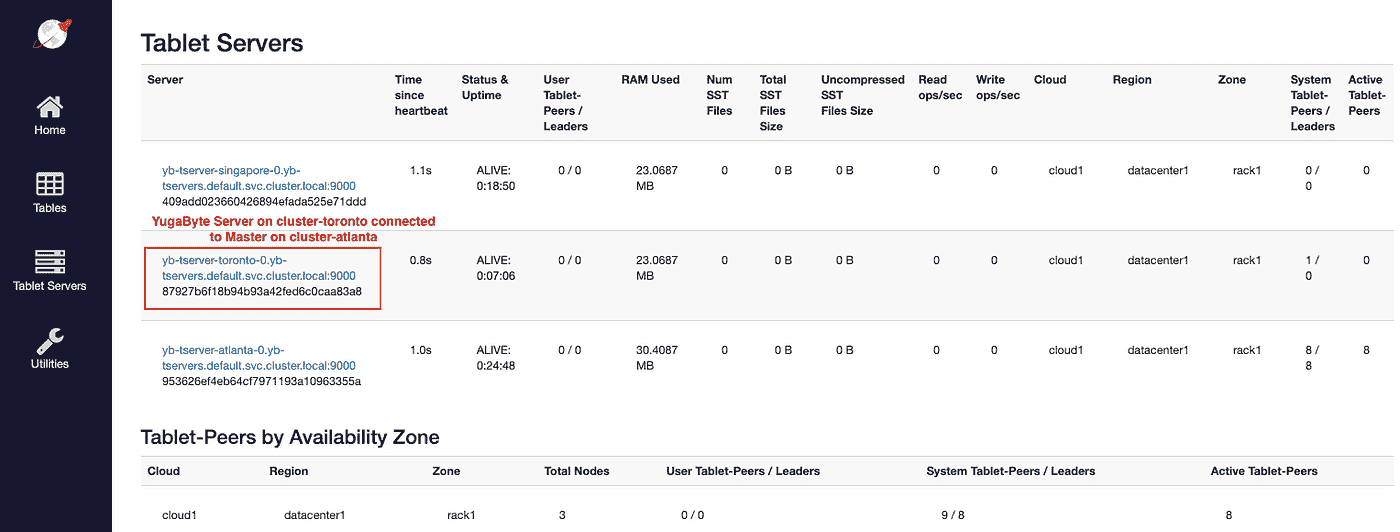 Tablet Servers
Server
Time since heartbeat
Status & Uptime
User Tablet-Peers / Leaders
RAM Used
Num SST Files
Total SST Files Size
Uncompressed SST Files Size
Read ops/sec
Write ops/sec
Cloud
Region
Zone
System Tablet-Peers / Leaders
Active Tablet-Peers
yb-tserver-singapore-0.yb-
tservers.default.svc.cluster.local:9000
409add023660426894efada525e71ddd
1.1s
ALIVE:
0:18:50
0 / 0
23.0687
MB
0
0 B
0 B
0
0
cloud1
datacenter1
rack1
0 /
0
0
YugaByte Server on cluster-toronto connected
to Master on cluster-atlanta
yb-tserver-toronto-0.yb-
tservers.default.svc.cluster.local:9000
87927b6f18b94b93a42fed6c0caa83a8
0.8s
ALIVE:
0:07:06
0 / 0
23.0687
MB
0
0 B
0 B
0
0
cloud1
datacenter1
rack1
1 /
0
0
yb-tserver-atlanta-0.yb-
tservers.default.svc.cluster.local:9000
953626ef4eb64cf7971193a10963355a
1.0s
ALIVE:
0:24:48
0 / 0
30.4087
MB
0
0 B
0 B
0
0
cloud1
datacenter1
rack1
8 /
8
8
Tablet-Peers by Availability Zone
Cloud
Region
Zone
Total Nodes
User Tablet-Peers / Leaders
System Tablet-Peers / Leaders
Active Tablet-Peers
cloud1
datacenter1
rack1
3
0 / 0
9 / 8
8
Home
Tables
Tablet Servers
Utilities